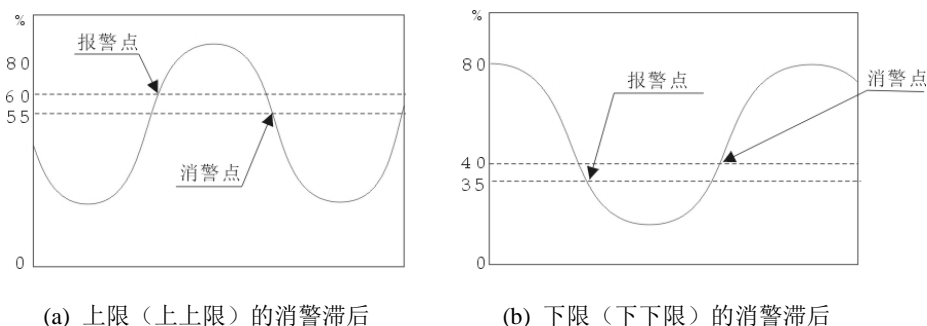 %
报警点
80
60
55
消警点
0
(a) 上限（上上限）的消警滞后
%
80
报警点
消警点
40
35
0
(b) 下限（下下限）的消警滞后